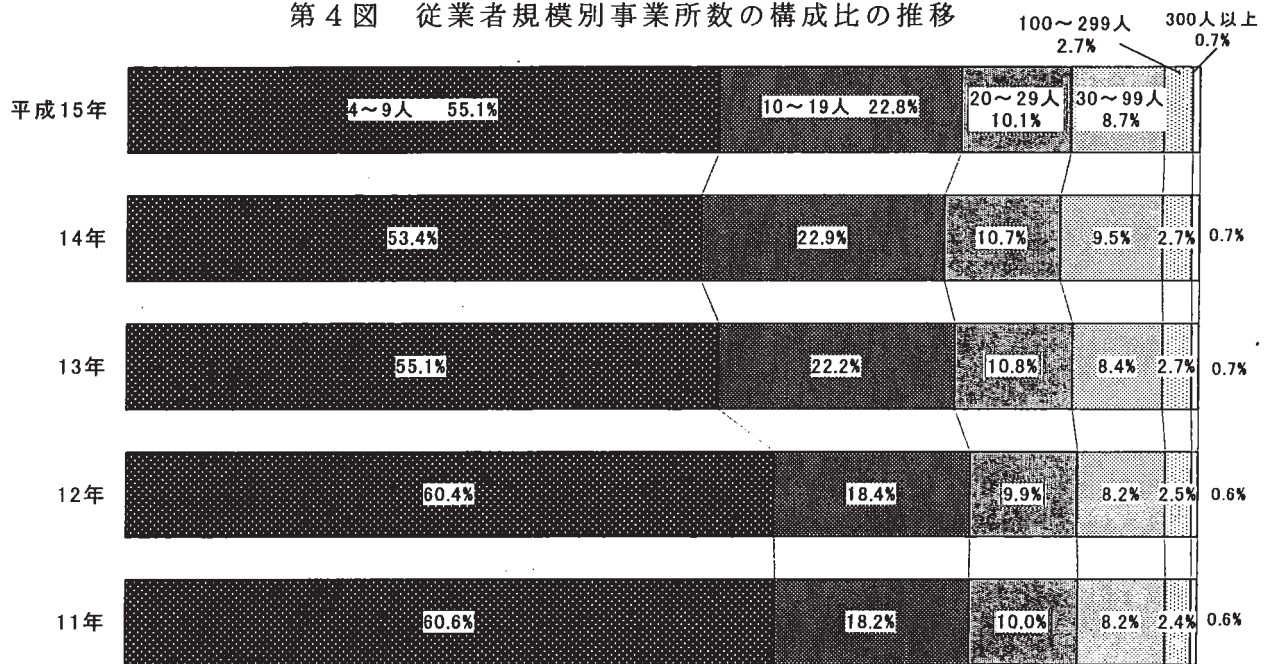 第4図 従業者規模別事業所数の構成比の推移
100～299人
2.7%
300人以上
0.7%
平成15年
4～9人 55.1%
10～19人 22.8%
20～29人
10.1%
30～99人
8.7%
14年
53.4%
22.9%
10.7%
9.5%
2.7%
0.7%
13年
55.1%
22.2%
10.8%
8.4%
2.7%
0.7%
12年
60.4%
18.4%
9.9%
8.2%
2.5%
0.6%
11年
60.6%
18.2%
10.0%
8.2%
2.4%
0.6%